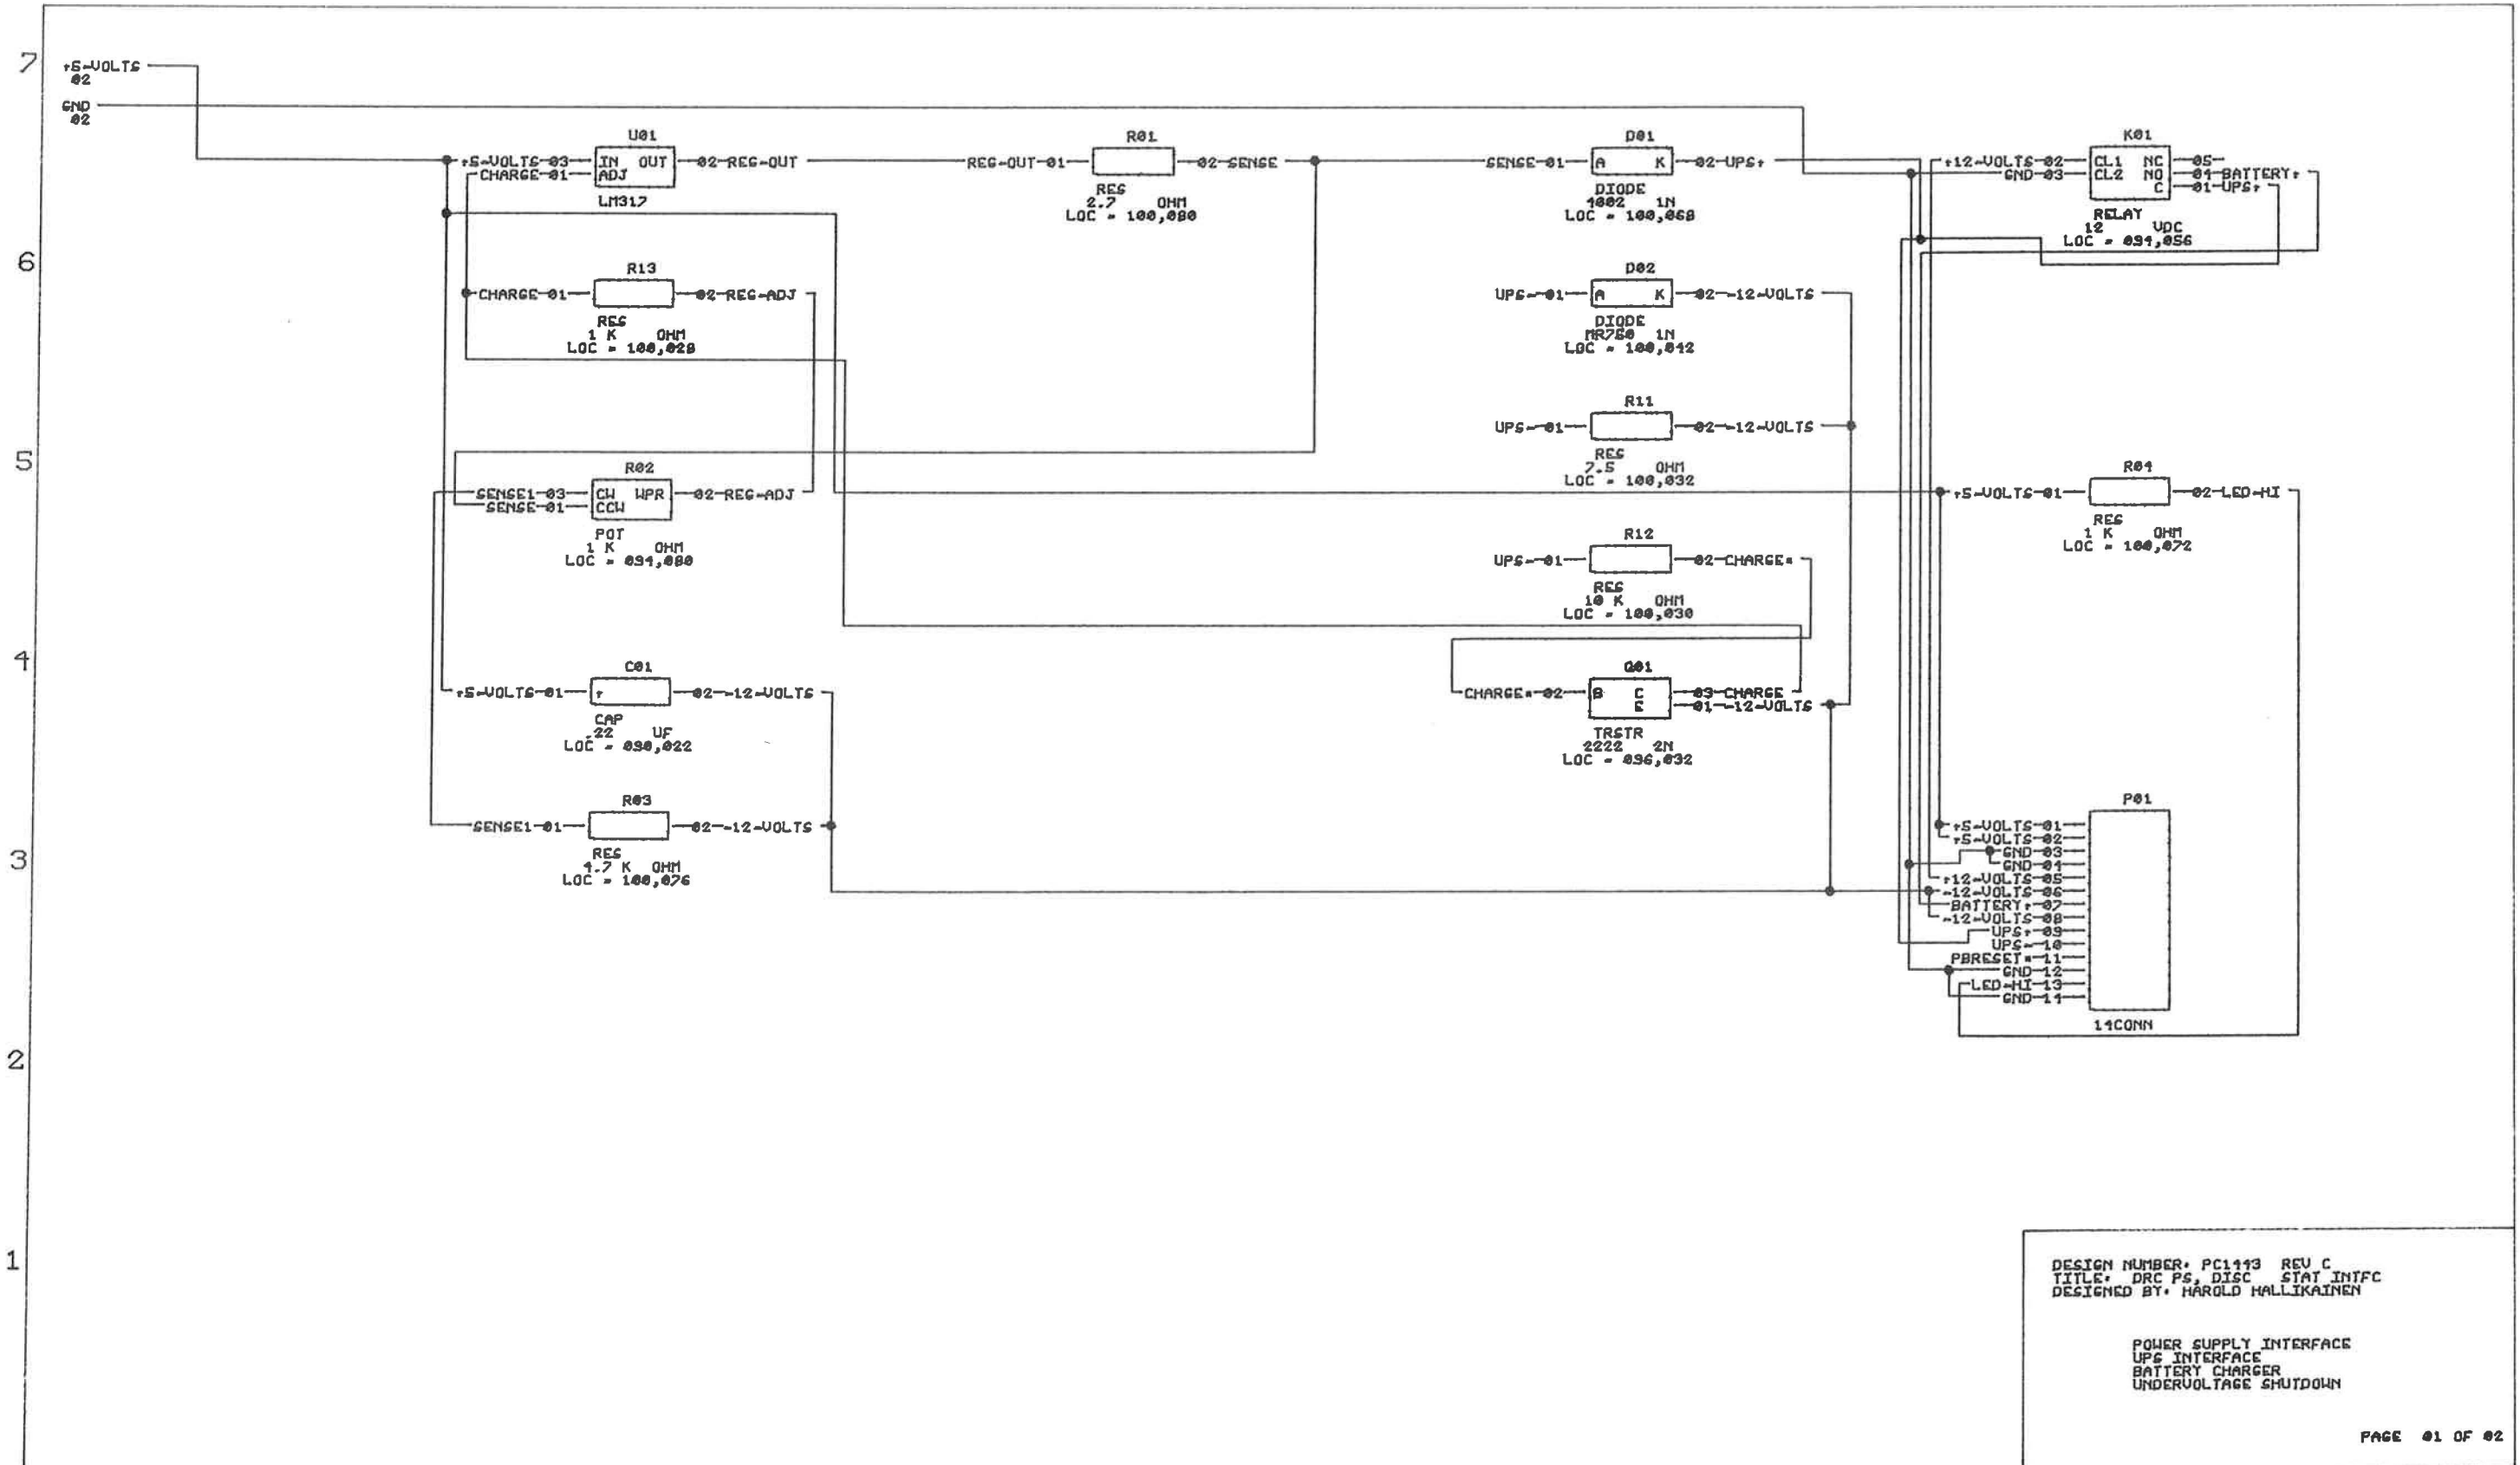 7
+5-VOLTS
02
GND
02
U01
+5-VOLTS-03 IN OUT 02-REG-OUT
CHARGE-01 ADJ
LM317
R01
REG-OUT-01 02-SENSE
RES
2.7 OHM
LOC = 100,080
D01
SENSE-01 A K 02-UPS+
DIODE
4002 1N
LOC = 100,068
K01
+12-VOLTS-02 CL1 NC 05
GND-03 CL2 NO 04-BATTERY+
C 01-UPS+
RELAY
12 VDC
LOC = 094,056
6
R13
CHARGE-01 02-REG-ADJ
RES
1 K OHM
LOC = 100,028
D02
UPS--01 A K 02--12-VOLTS
DIODE
MR750 1N
LOC = 100,042
R11
UPS--01 02--12-VOLTS
RES
7.5 OHM
LOC = 100,032
5
R02
SENSE1-03 CW WPR 02-REG-ADJ
SENSE-01 CCW
POT
1 K OHM
LOC = 094,080
R04
+5-VOLTS-01 02-LED-HI
RES
1 K OHM
LOC = 100,072
R12
UPS--01 02-CHARGE*
RES
10 K OHM
LOC = 100,030
4
C01
+5-VOLTS-01 + 02--12-VOLTS
CAP
.22 UF
LOC = 090,022
Q01
CHARGE*-02 B C 03-CHARGE
E 01--12-VOLTS
TRSTR
2222 2N
LOC = 096,032
R03
SENSE1-01 02--12-VOLTS
RES
4.7 K OHM
LOC = 100,076
3
P01
+5-VOLTS-01
+5-VOLTS-02
GND-03
GND-04
+12-VOLTS-05
-12-VOLTS-06
BATTERY+-07
-12-VOLTS-08
UPS+-09
UPS--10
PBRESET*-11
GND-12
LED-HI-13
GND-14
14CONN
2
1
DESIGN NUMBER: PC1443 REV C
TITLE: DRC PS, DISC STAT INTFC
DESIGNED BY: HAROLD HALLIKAINEN
POWER SUPPLY INTERFACE
UPS INTERFACE
BATTERY CHARGER
UNDERVOLTAGE SHUTDOWN
PAGE 01 OF 02